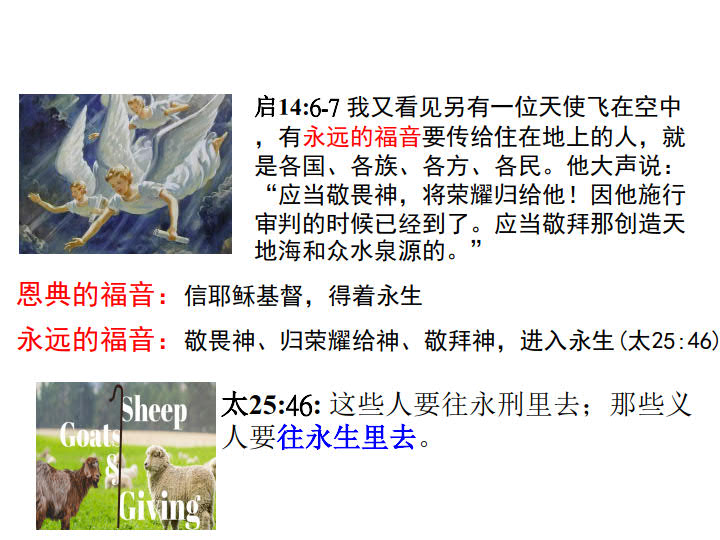 启14:6-7 我又看见另有一位天使飞在空中
，有永远的福音要传给住在地上的人，就
是各国、各族、各方、各民。他大声说：
“应当敬畏神，将荣耀归给他！因他施行
审判的时候已经到了。应当敬拜那创造天
地海和众水泉源的。”
恩典的福音：信耶稣基督，得着永生
永远的福音：敬畏神、归荣耀给神、敬拜神，进入永生(太25:46)
Sheep
Goats
&
Giving
太25:46: 这些人要往永刑里去；那些义
人要往永生里去。